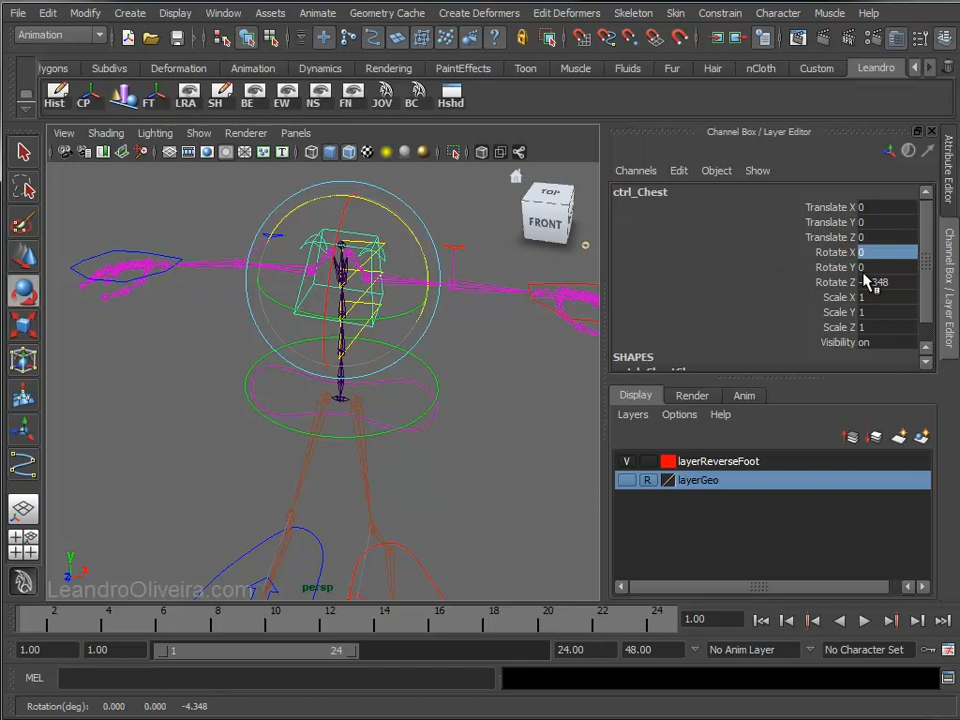 File Edit Modify Create Display Window Assets Animate Geometry Cache Create Deformers Edit Deformers Skeleton Skin Constrain Character Muscle Help
Animation
olygons Subdivs Deformation Animation Dynamics Rendering PaintEffects Toon Muscle Fluids Fur Hair nCloth Custom Leandro
Hist CP FT LRA SH BE EW NS FN JOV BC Hshd
View Shading Lighting Show Renderer Panels
Channel Box / Layer Editor
Channels Edit Object Show
ctrl_Chest
Translate X 0
Translate Y 0
Translate Z 0
Rotate X 0
Rotate Y 0
Rotate Z 348
Scale X 1
Scale Y 1
Scale Z 1
Visibility on
SHAPES
TOP
FRONT
Attribute Editor
Channel Box / Layer Editor
Display Render Anim
Layers Options Help
V layerReverseFoot
R layerGeo
y
z x
LeandroOliveira.com
persp
2 4 6 8 10 12 14 16 18 20 22 24 1.00
1.00 1.00 1 24 24.00 48.00 No Anim Layer No Character Set
MEL
Rotation(deg): 0.000 0.000 -4.348